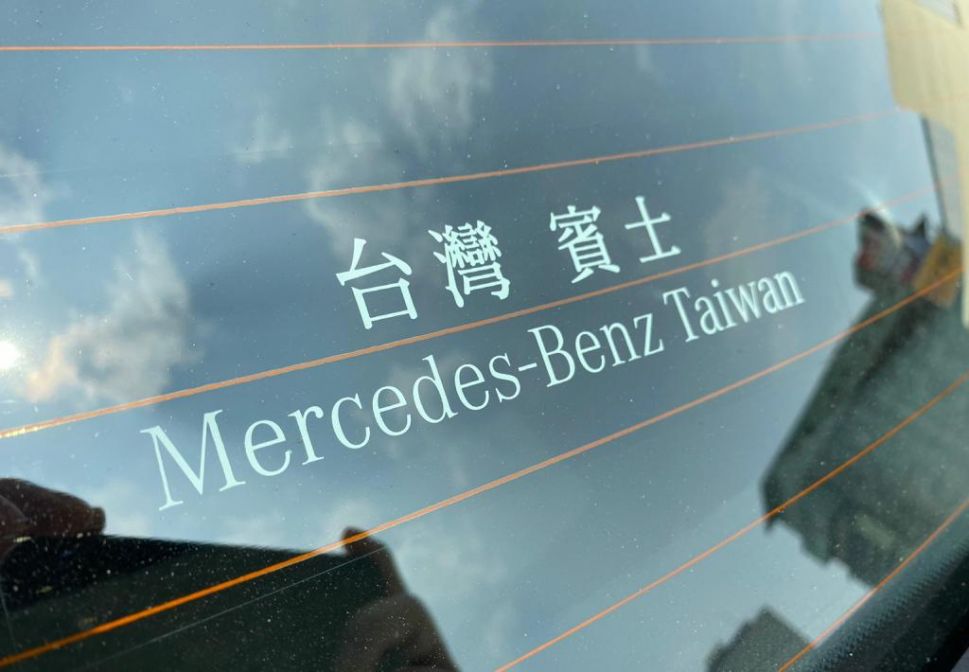 台灣 賓士
Mercedes-Benz Taiwan